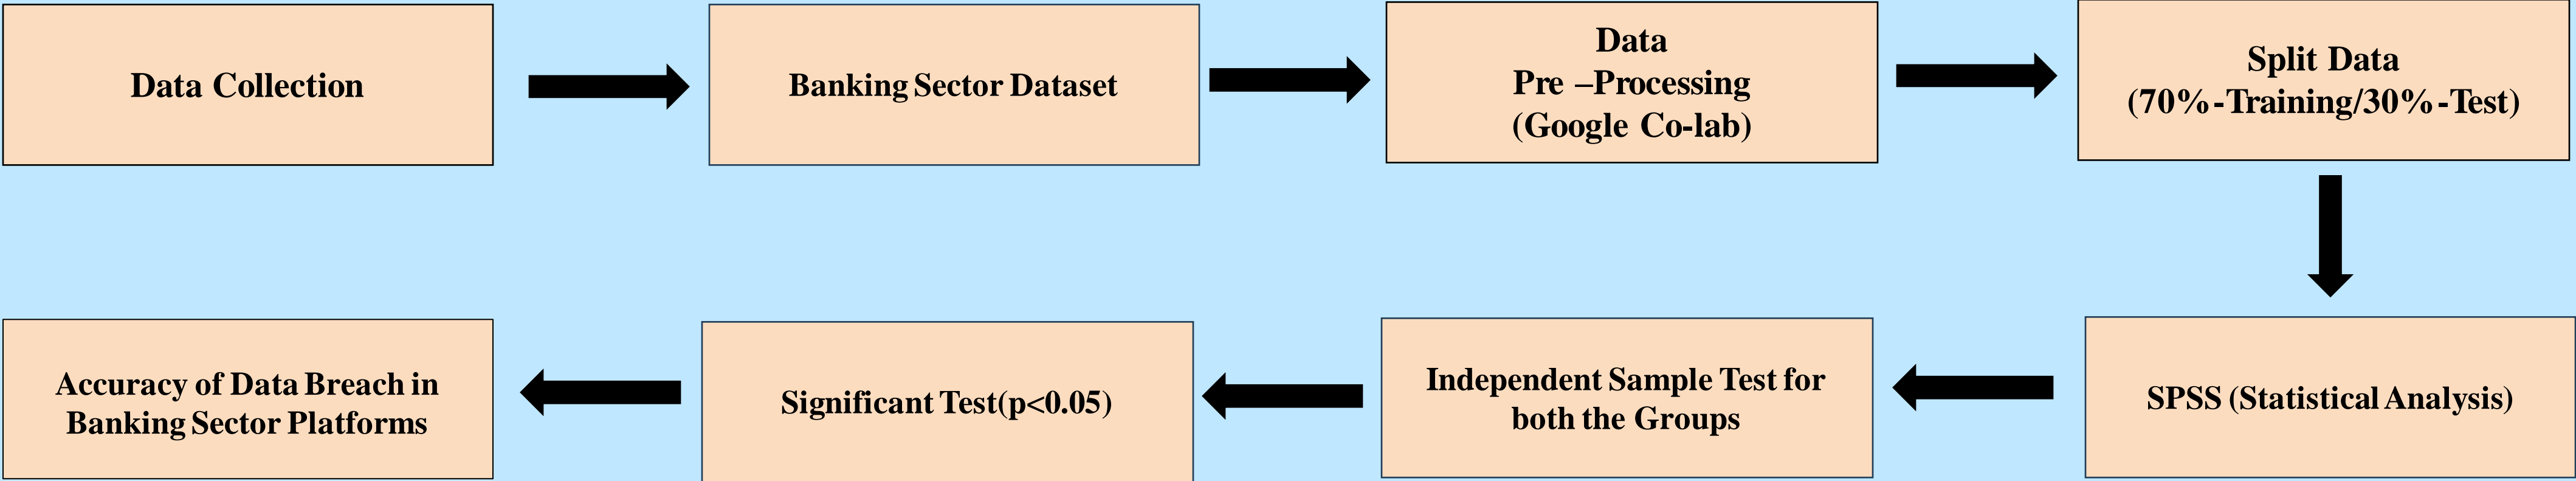 Data Collection
Banking Sector Dataset
Data
Pre –Processing
(Google Co-lab)
Split Data
(70%-Training/30%-Test)
SPSS (Statistical Analysis)
Independent Sample Test for
both the Groups
Significant Test(p<0.05)
Accuracy of Data Breach in
Banking Sector Platforms